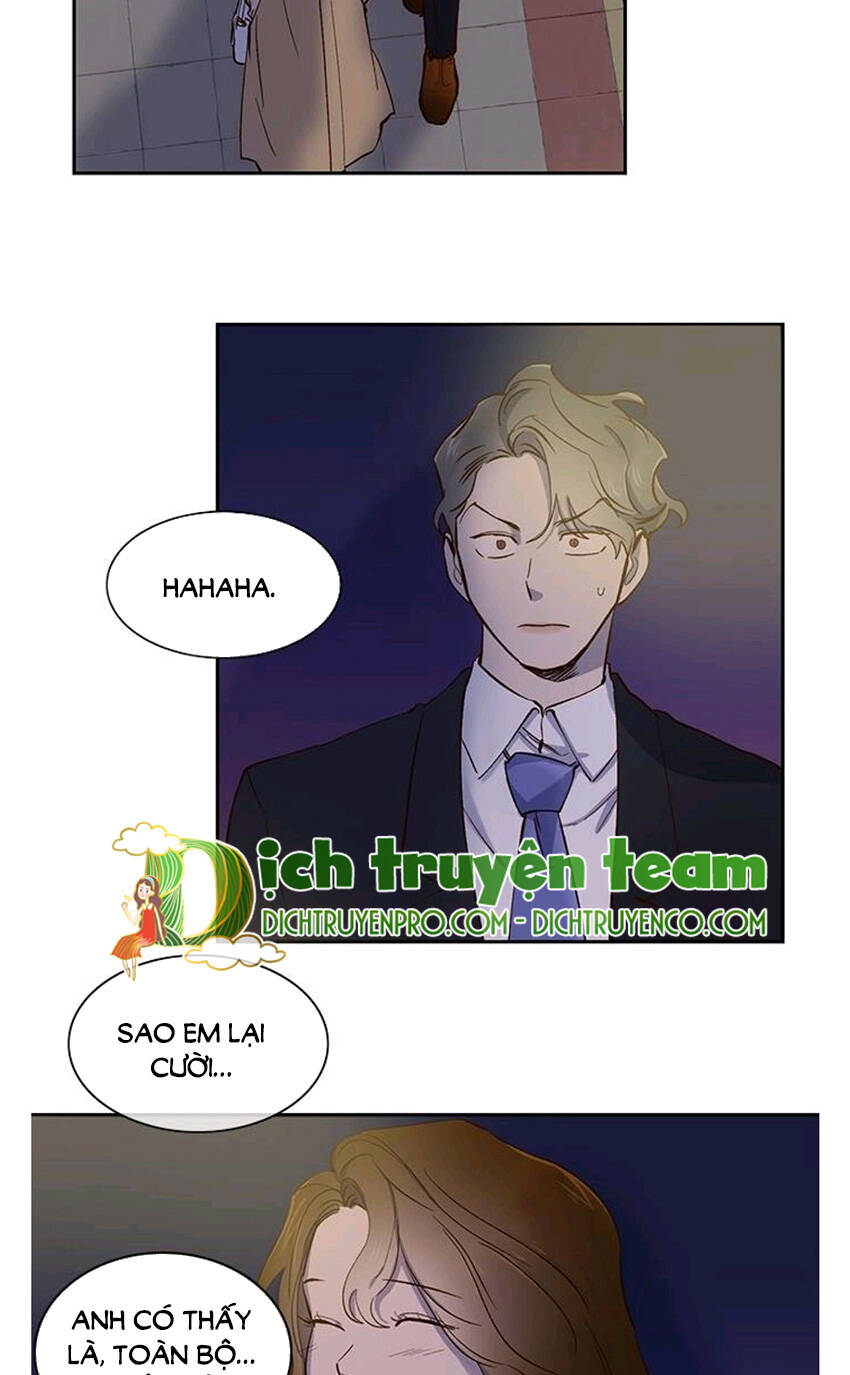 HAHAHA.
Dịch truyện team
DICHTRUYENPRO.COM - DICHTRUYENCO.COM
SAO EM LẠI
CƯỜI...
ANH CÓ THẤY
LÀ, TOÀN BỘ...